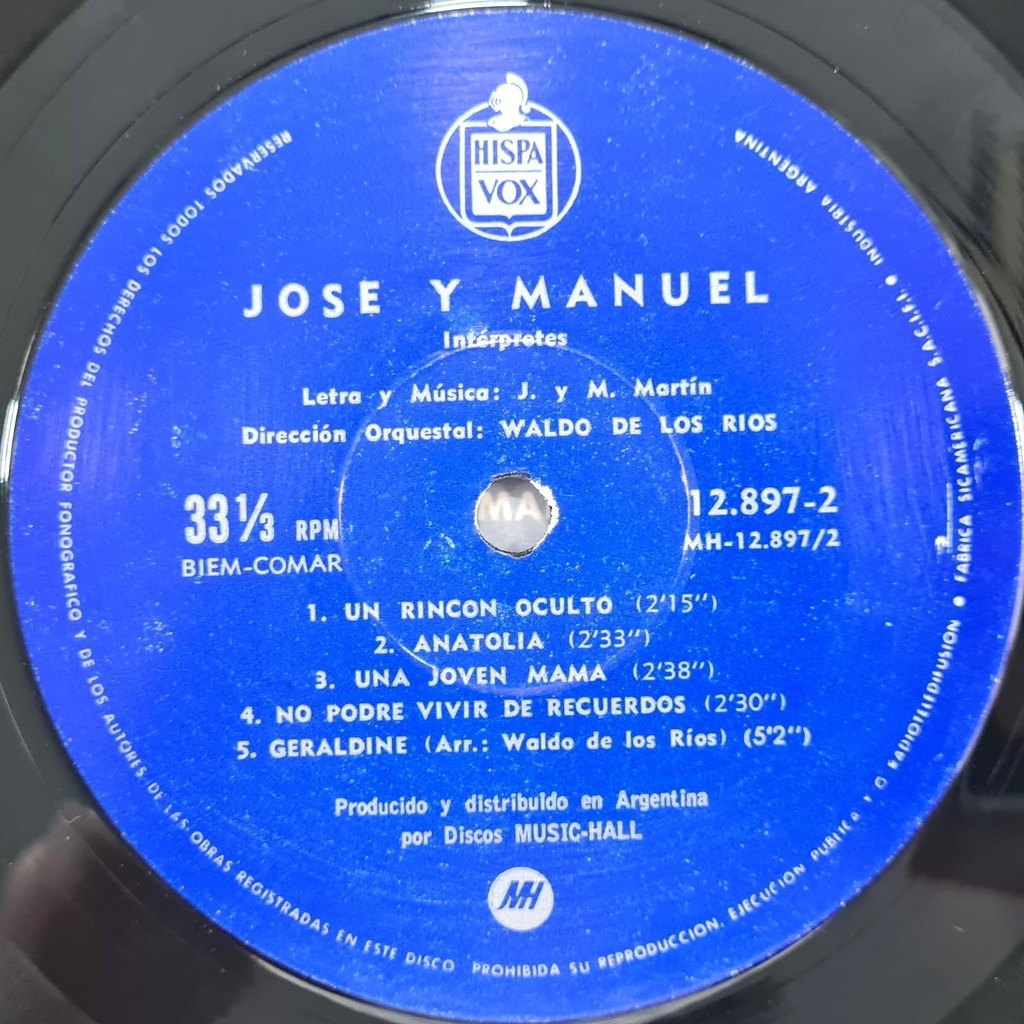 HISPA
VOX
JOSE Y MANUEL
Intérpretes
Letra y Música: J. y M. Martín
Dirección Orquestal: WALDO DE LOS RIOS
33 1/3 RPM
BIEM-COMAR
MA
12.897-2
MH-12.897/2
1. UN RINCON OCULTO (2'15")
2. ANATOLIA (2'33")
3. UNA JOVEN MAMA (2'38")
4. NO PODRE VIVIR DE RECUERDOS (2'30")
5. GERALDINE (Arr.: Waldo de los Ríos) (5'2")
Producido y distribuido en Argentina
por Discos MUSIC-HALL
MH
RESERVADOS TODOS LOS DERECHOS DEL PRODUCTOR FONOGRAFICO Y DE LOS AUTORES DE LAS OBRAS REGISTRADAS EN ESTE DISCO PROHIBIDA SU REPRODUCCION, EJECUCION PUBLICA Y O RADIOTELEDIFUSION • FABRICA SICAMERICANA S.A.C.I.F.I. • INDUSTRIA ARGENTINA